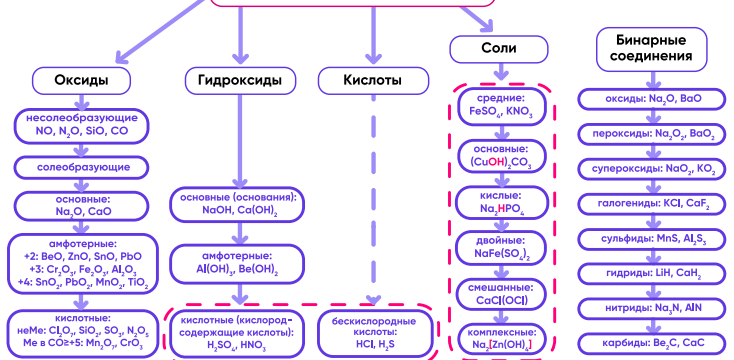 Оксиды
несолеобразующие
NO, N₂O, SiO, CO
солеобразующие
основные:
Na₂O, CaO
амфотерные:
+2: BeO, ZnO, SnO, PbO
+3: Cr₂O₃, Fe₂O₃, Al₂O₃
+4: SnO₂, PbO₂, MnO₂, TiO₂
кислотные:
неМе: Cl₂O₇, SiO₂, SO₃, N₂O₅
Ме в СО≥+5: Mn₂O₇, CrO₃
Гидроксиды
основные (основания):
NaOH, Ca(OH)₂
амфотерные:
Al(OH)₃, Be(OH)₂
кислотные (кислород-
содержащие кислоты):
H₂SO₄, HNO₃
Кислоты
бескислородные
кислоты:
HCl, H₂S
Соли
средние:
FeSO₄, KNO₃
основные:
(CuOH)₂CO₃
кислые:
Na₂HPO₄
двойные:
NaFe(SO₄)₂
смешанные:
CaCl(OCl)
комплексные:
Na₂[Zn(OH)₄]
Бинарные
соединения
оксиды: Na₂O, BaO
пероксиды: Na₂O₂, BaO₂
супероксиды: NaO₂, KO₂
галогениды: KCl, CaF₂
сульфиды: MnS, Al₂S₃
гидриды: LiH, CaH₂
нитриды: Na₃N, AlN
карбиды: Be₂C, CaC